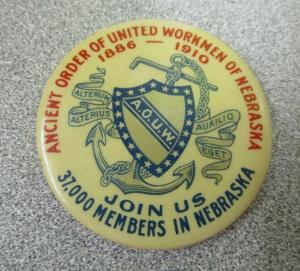 ANCIENT ORDER OF UNITED WORKMEN OF NEBRASKA
1886 — 1910
ALTERUM
ALTERIUS
AUXILIO
EGET
A.O.U.W.
JOIN US
37,000 MEMBERS IN NEBRASKA